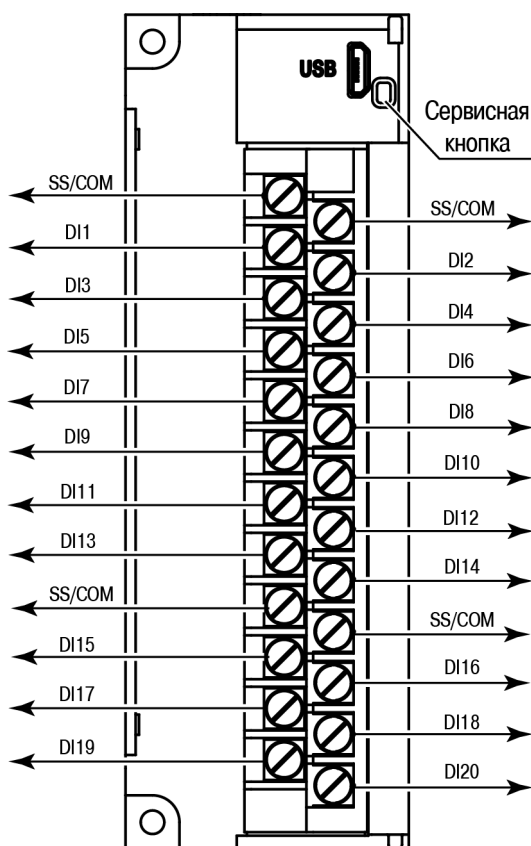 USB
Сервисная
кнопка
SS/COM
SS/COM
DI1
DI2
DI3
DI4
DI5
DI6
DI7
DI8
DI9
DI10
DI11
DI12
DI13
DI14
SS/COM
SS/COM
DI15
DI16
DI17
DI18
DI19
DI20